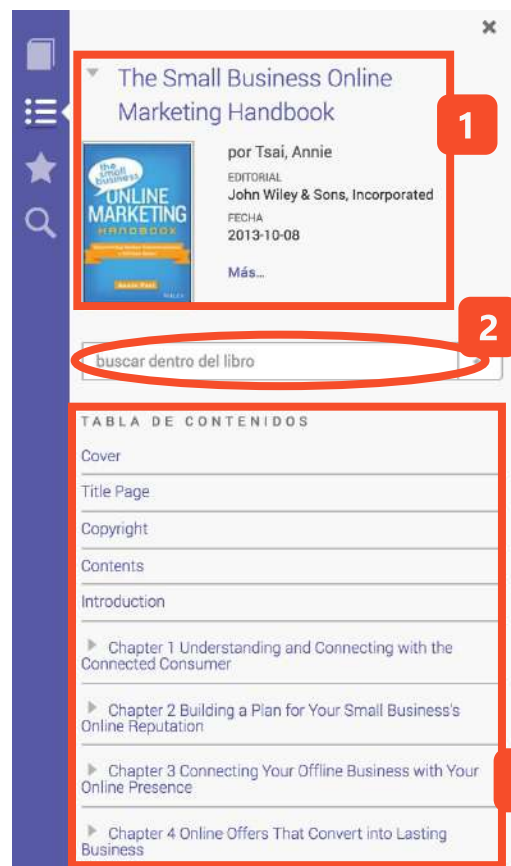 The Small Business Online
Marketing Handbook
1
the
small
business
ONLINE
MARKETING
HANDBOOK
Annie Tsai
WILEY
por Tsai, Annie
EDITORIAL
John Wiley & Sons, Incorporated
FECHA
2013-10-08
Más...
2
buscar dentro del libro
TABLA DE CONTENIDOS
Cover
Title Page
Copyright
Contents
Introduction
Chapter 1 Understanding and Connecting with the
Connected Consumer
Chapter 2 Building a Plan for Your Small Business's
Online Reputation
Chapter 3 Connecting Your Offline Business with Your
Online Presence
Chapter 4 Online Offers That Convert into Lasting
Business